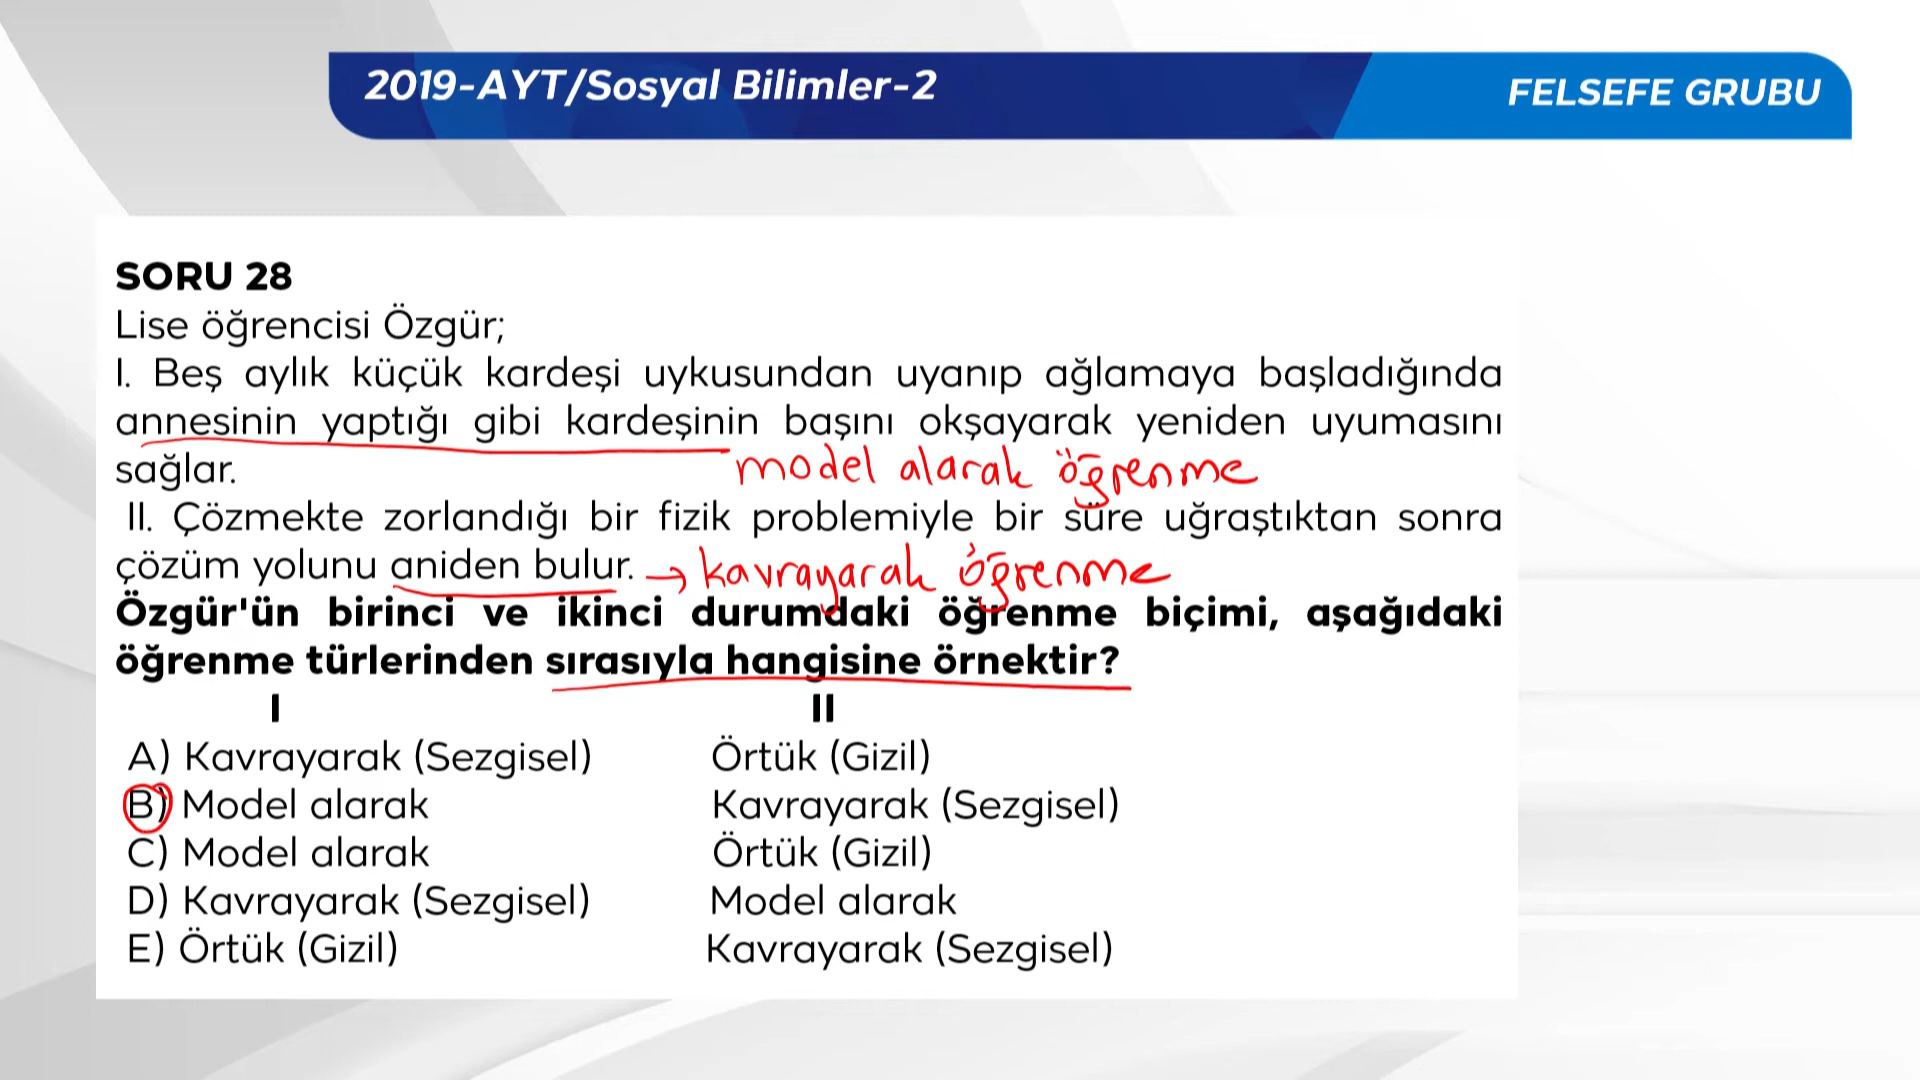 2019-AYT/Sosyal Bilimler-2
FELSEFE GRUBU
SORU 28
Lise öğrencisi Özgür;
I. Beş aylık küçük kardeşi uykusundan uyanıp ağlamaya başladığında
annesinin yaptığı gibi kardeşinin başını okşayarak yeniden uyumasını
sağlar.
model alarak öğrenme
II. Çözmekte zorlandığı bir fizik problemiyle bir süre uğraştıktan sonra
çözüm yolunu aniden bulur. → kavrayarak öğrenme
Özgür'ün birinci ve ikinci durumdaki öğrenme biçimi, aşağıdaki
öğrenme türlerinden sırasıyla hangisine örnektir?
I II
A) Kavrayarak (Sezgisel) Örtük (Gizil)
B) Model alarak Kavrayarak (Sezgisel)
C) Model alarak Örtük (Gizil)
D) Kavrayarak (Sezgisel) Model alarak
E) Örtük (Gizil) Kavrayarak (Sezgisel)